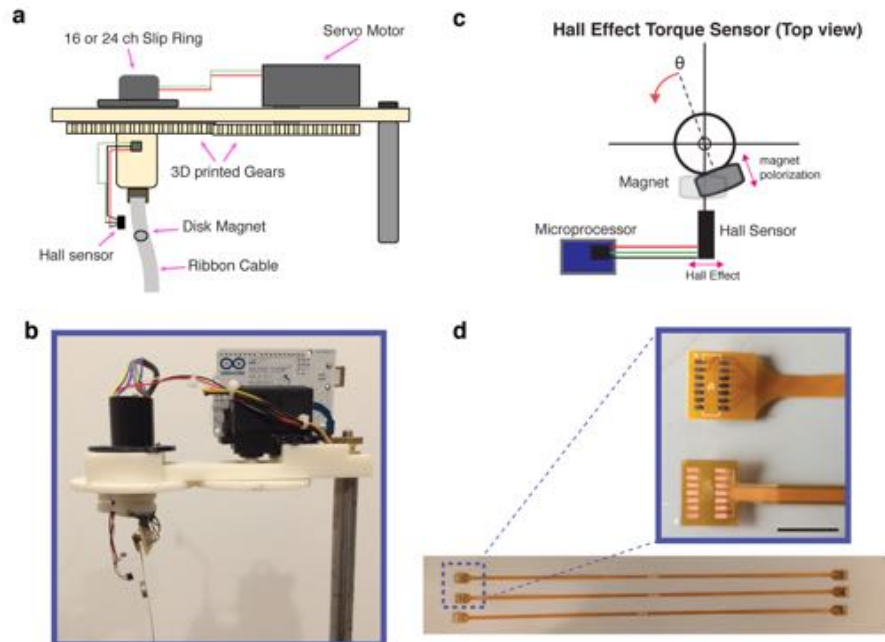 a
16 or 24 ch Slip Ring
Servo Motor
3D printed Gears
Disk Magnet
Hall sensor
Ribbon Cable
c
Hall Effect Torque Sensor (Top view)
θ
magnet
polorization
Magnet
Microprocessor
Hall Sensor
Hall Effect
b
d